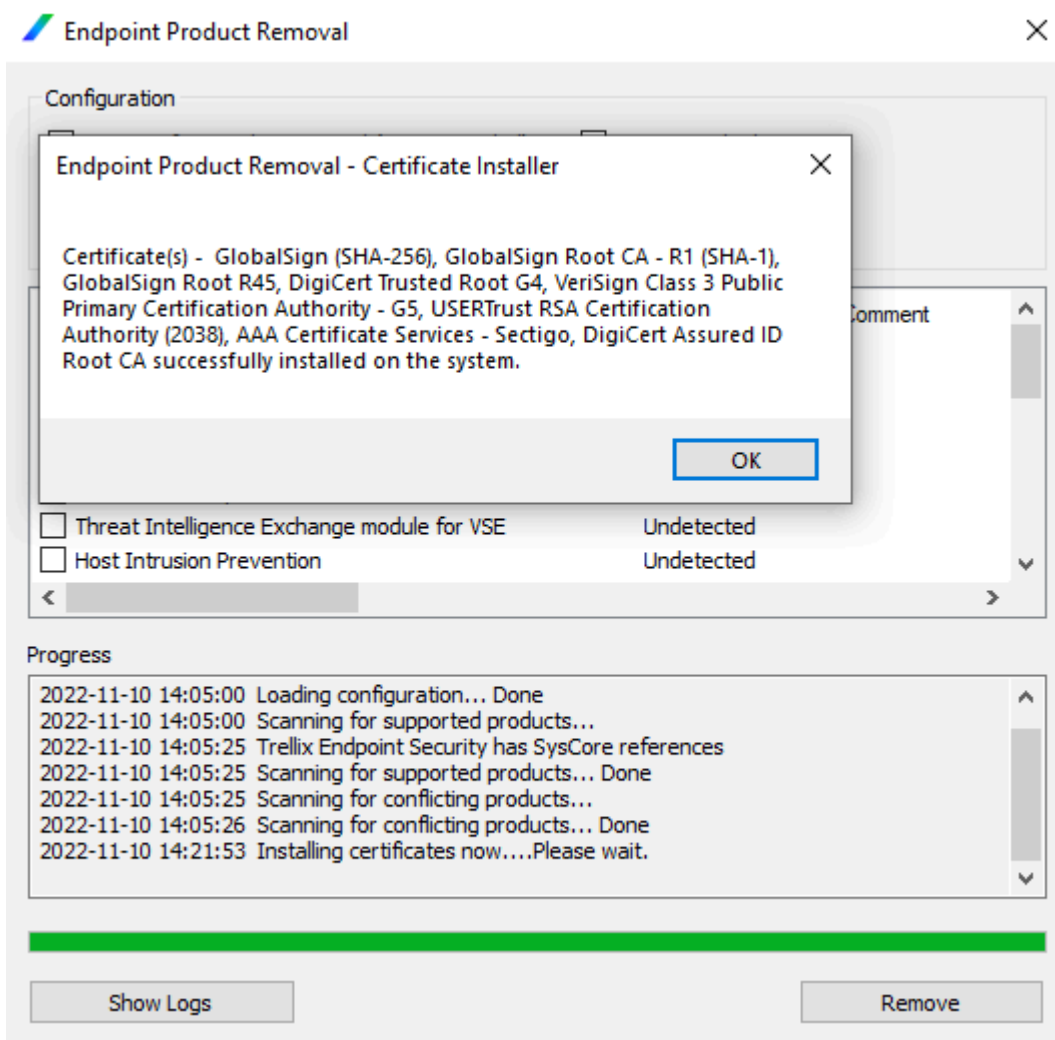 Endpoint Product Removal
Configuration
Endpoint Product Removal - Certificate Installer
Certificate(s) -  GlobalSign (SHA-256), GlobalSign Root CA - R1 (SHA-1),
GlobalSign Root R45, DigiCert Trusted Root G4, VeriSign Class 3 Public
Primary Certification Authority - G5, USERTrust RSA Certification
Authority (2038), AAA Certificate Services - Sectigo, DigiCert Assured ID
Root CA successfully installed on the system.
Comment
OK
Threat Intelligence Exchange module for VSE Undetected
Host Intrusion Prevention Undetected
Progress
2022-11-10 14:05:00 Loading configuration... Done
2022-11-10 14:05:00 Scanning for supported products...
2022-11-10 14:05:25 Trellix Endpoint Security has SysCore references
2022-11-10 14:05:25 Scanning for supported products... Done
2022-11-10 14:05:25 Scanning for conflicting products...
2022-11-10 14:05:26 Scanning for conflicting products... Done
2022-11-10 14:21:53 Installing certificates now....Please wait.
Show Logs
Remove